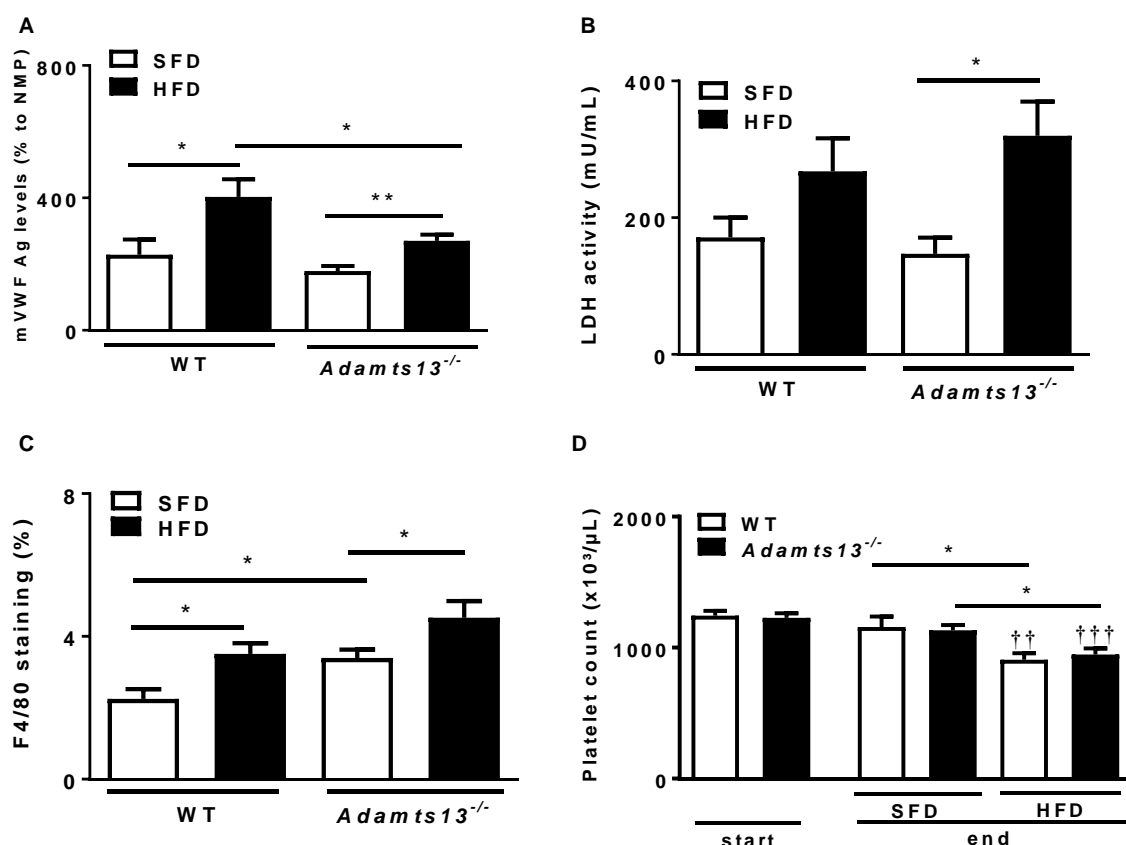 A
mVWF Ag levels (% to NMP)
SFD
HFD
800
400
0
*
*
**
WT
Adamts13-/-
B
LDH activity (mU/mL)
SFD
HFD
400
200
0
*
WT
Adamts13-/-
C
F4/80 staining (%)
SFD
HFD
8
4
0
*
*
*
WT
Adamts13-/-
D
Platelet count (x10³/µL)
WT
Adamts13-/-
2000
1000
0
*
*
††
†††
SFD
HFD
start
end